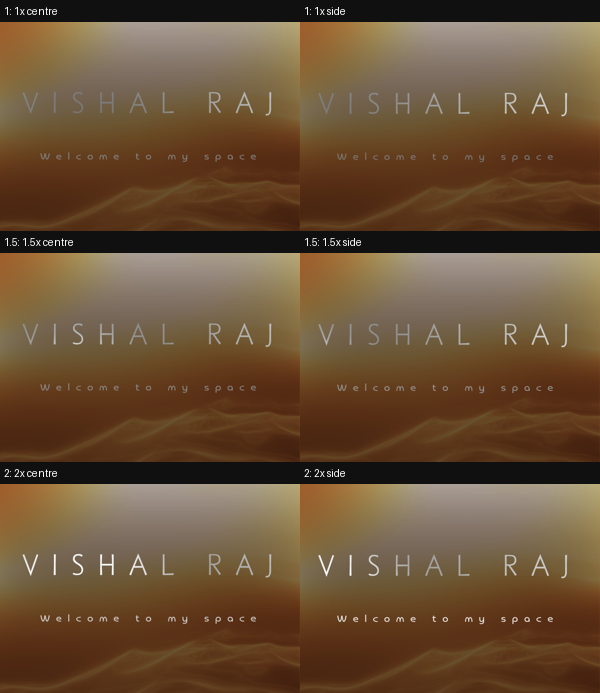 1: 1x centre
1: 1x side
VISHAL RAJ
VISHAL RAJ
Welcome to my space
Welcome to my space
1.5: 1.5x centre
1.5: 1.5x side
VISHAL RAJ
VISHAL RAJ
Welcome to my space
Welcome to my space
2: 2x centre
2: 2x side
VISHAL RAJ
VISHAL RAJ
Welcome to my space
Welcome to my space